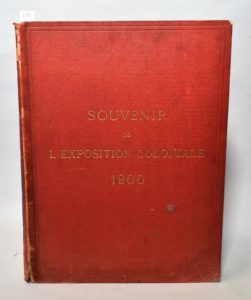 SOUVENIR
DE
L'EXPOSITION COLONIALE
1900